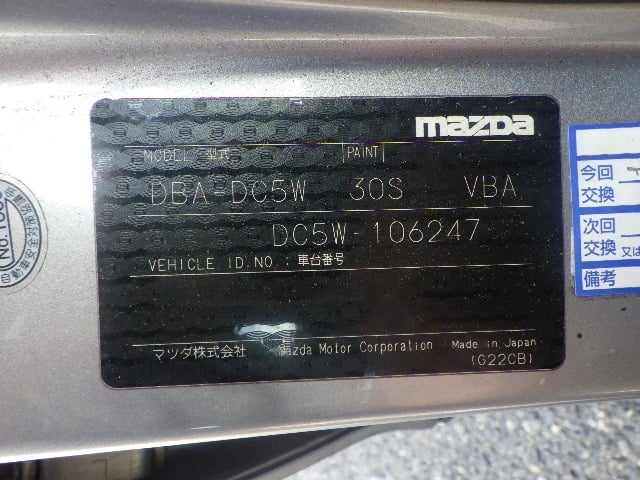 mazda
MODEL 型式 PAINT
DBA-DC5W 30S VBA
DC5W-106247
VEHICLE ID.NO : 車台番号
マツダ株式会社 Mazda Motor Corporation Made in Japan
(G22CB)
今回
交換
次回
交換 又は
備考